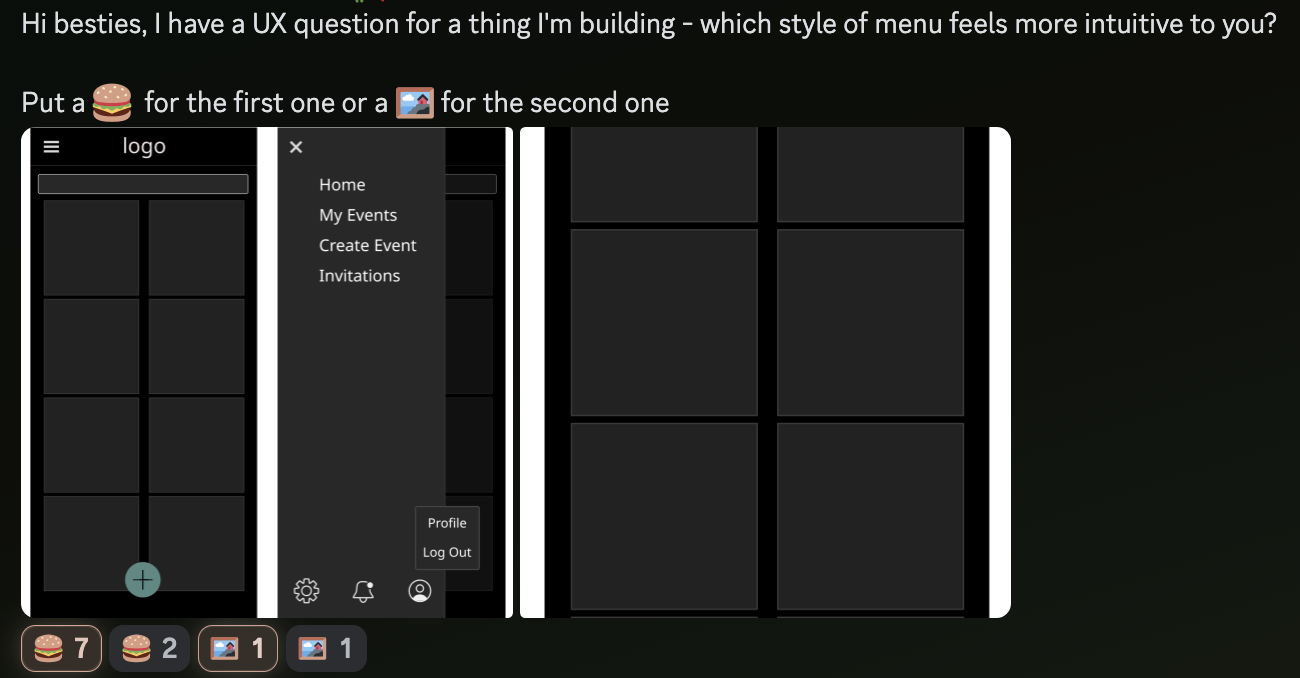 Hi besties, I have a UX question for a thing I'm building - which style of menu feels more intuitive to you?
Put a 🍔 for the first one or a 🖼️ for the second one
logo
Home
My Events
Create Event
Invitations
Profile
Log Out
🍔 7 🍔 2 🖼️ 1 🖼️ 1